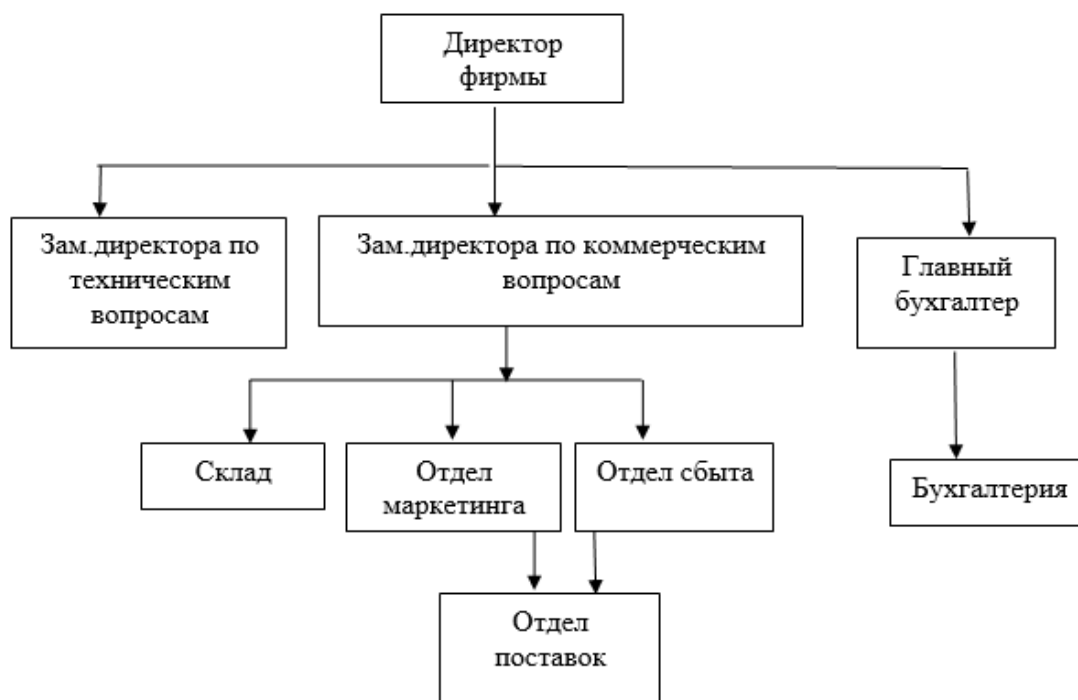 Директор
фирмы
Зам.директора по
техническим
вопросам
Зам.директора по коммерческим
вопросам
Главный
бухгалтер
Склад
Отдел
маркетинга
Отдел сбыта
Бухгалтерия
Отдел
поставок